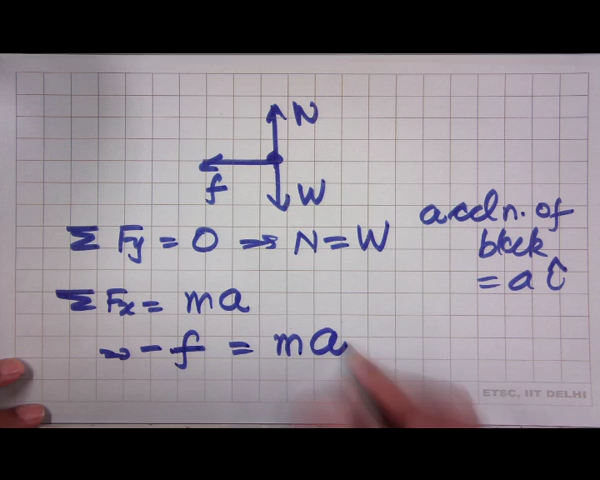 N
f
W
Σ Fy = 0 → N = W
accln. of
block
= a î
Σ Fx = ma
→ - f = ma
ETSC, IIT DELHI